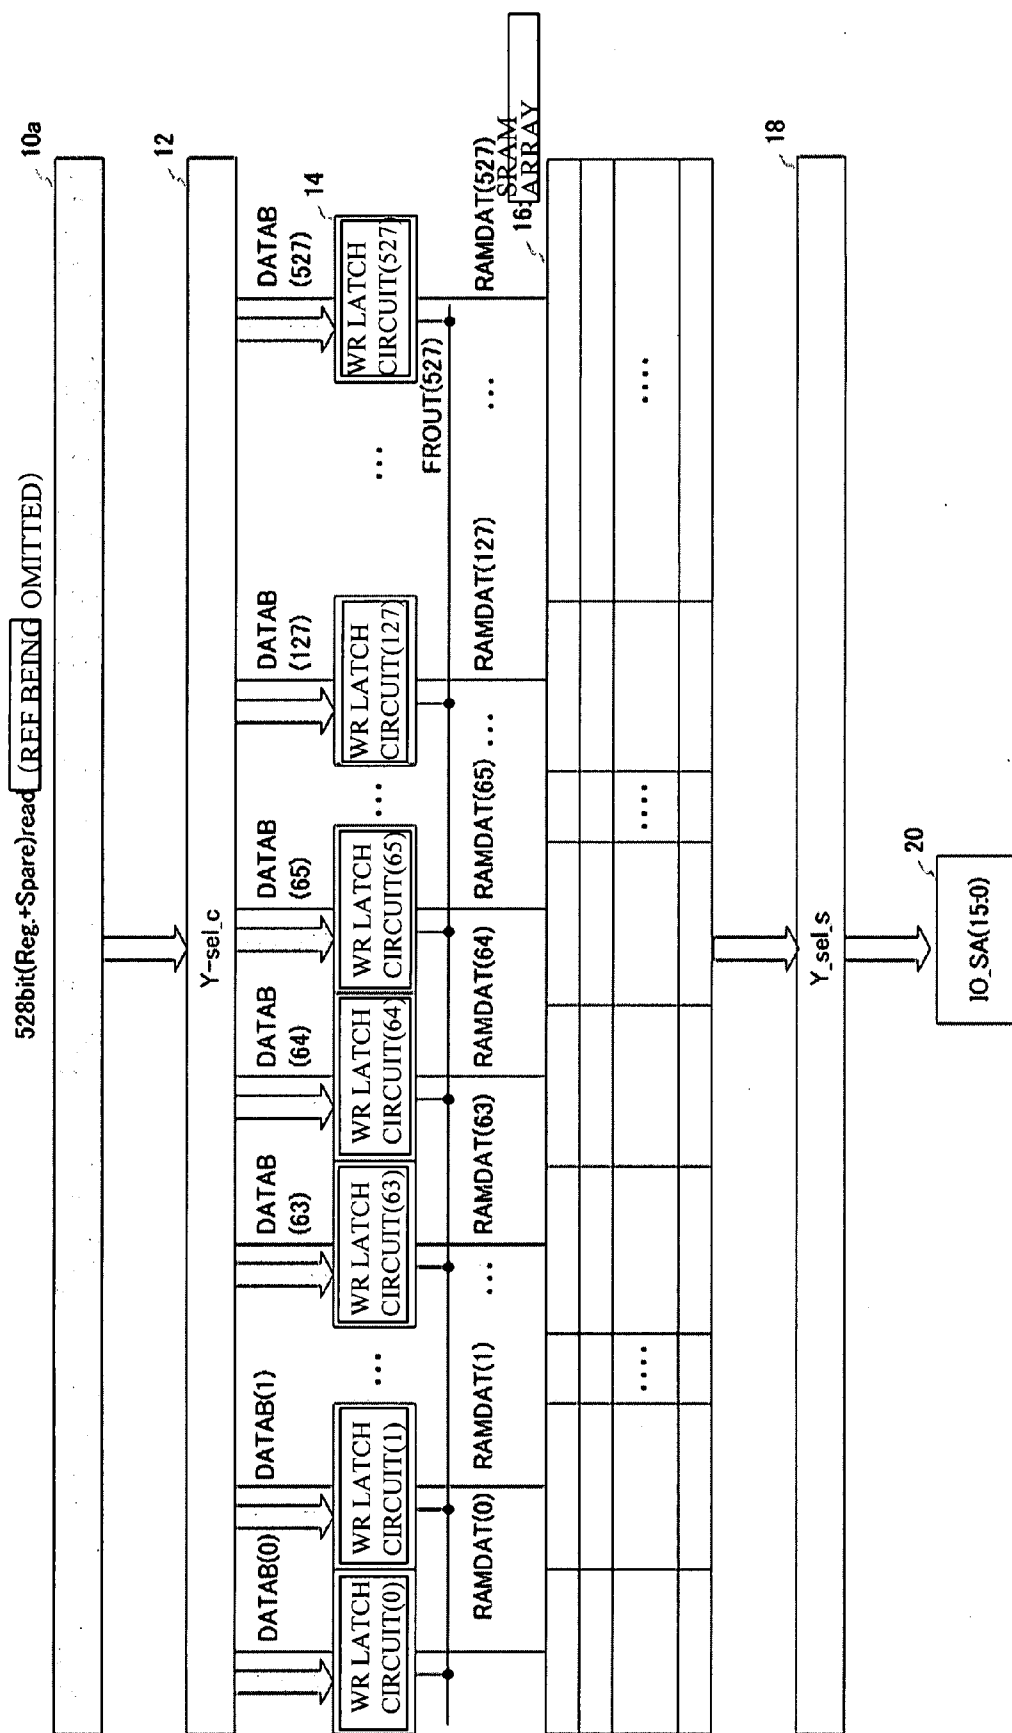 528bit(Reg.+Spare)read (REF BEING OMITTED)
10a
12
Y-sel_c
DATAB(0)
DATAB(1)
DATAB
(63)
DATAB
(64)
DATAB
(65)
DATAB
(127)
DATAB
(527)
14
WR LATCH
CIRCUIT(0)
WR LATCH
CIRCUIT(1)
...
WR LATCH
CIRCUIT(63)
WR LATCH
CIRCUIT(64)
WR LATCH
CIRCUIT(65)
...
WR LATCH
CIRCUIT(127)
...
WR LATCH
CIRCUIT(527)
FROUT(527)
RAMDAT(0)
RAMDAT(1)
...
RAMDAT(63)
RAMDAT(64)
RAMDAT(65)
...
RAMDAT(127)
...
RAMDAT(527)
16:
SRAM
ARRAY
....
....
....
18
Y_sel_s
20
IO_SA(15:0)